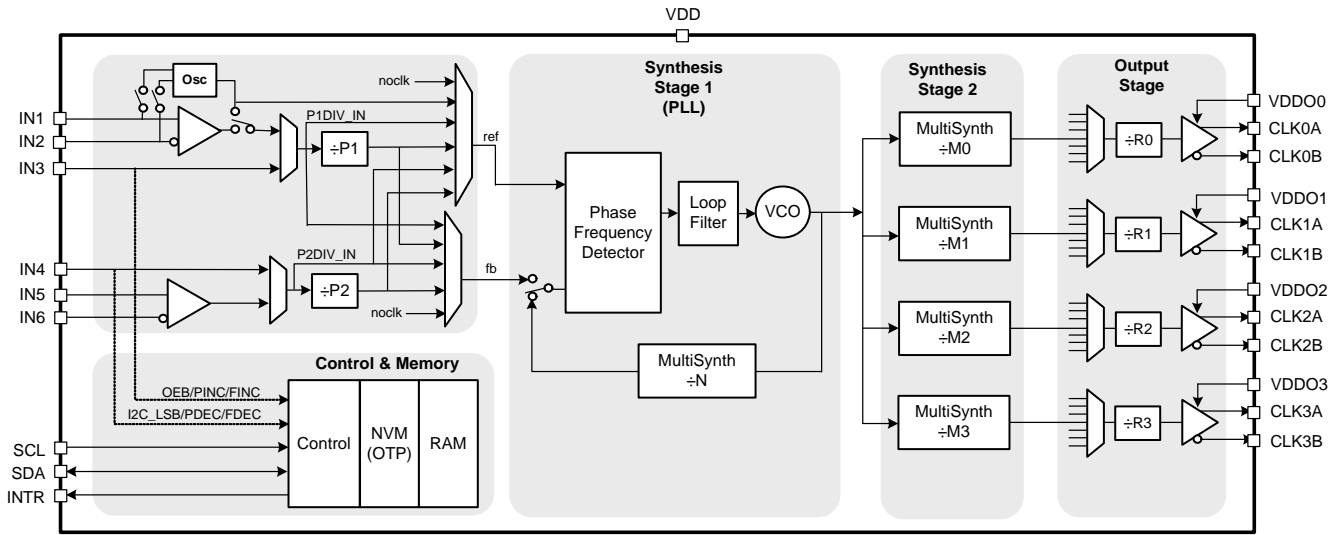 VDD
Osc
noclk
P1DIV_IN
÷P1
ref
IN1
IN2
IN3
IN4
IN5
IN6
P2DIV_IN
÷P2
noclk
fb
Synthesis
Stage 1
(PLL)
Phase
Frequency
Detector
Loop
Filter
VCO
MultiSynth
÷N
Synthesis
Stage 2
MultiSynth
÷M0
MultiSynth
÷M1
MultiSynth
÷M2
MultiSynth
÷M3
Output
Stage
÷R0
÷R1
÷R2
÷R3
VDDO0
CLK0A
CLK0B
VDDO1
CLK1A
CLK1B
VDDO2
CLK2A
CLK2B
VDDO3
CLK3A
CLK3B
Control & Memory
OEB/PINC/FINC
I2C_LSB/PDEC/FDEC
Control
NVM
(OTP)
RAM
SCL
SDA
INTR